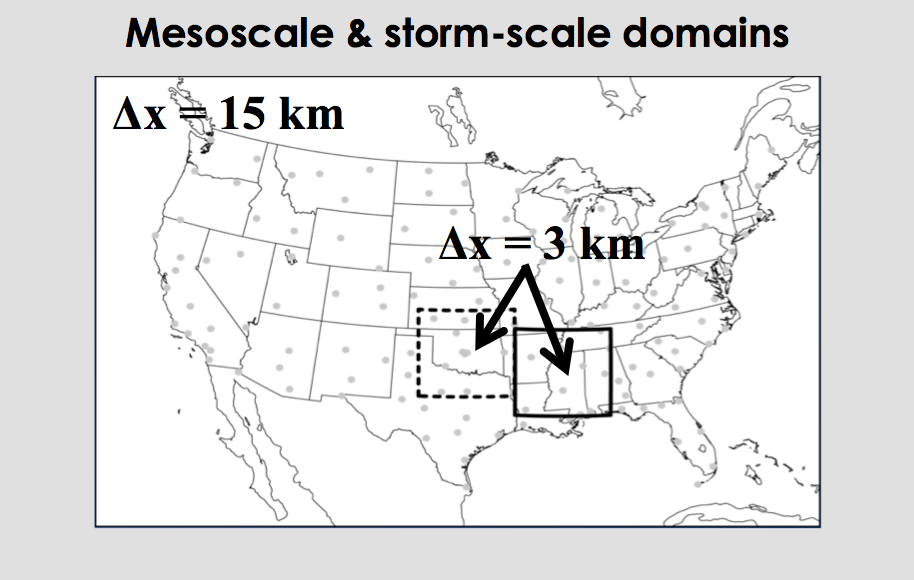 Mesoscale & storm-scale domains
Δx = 15 km
Δx = 3 km